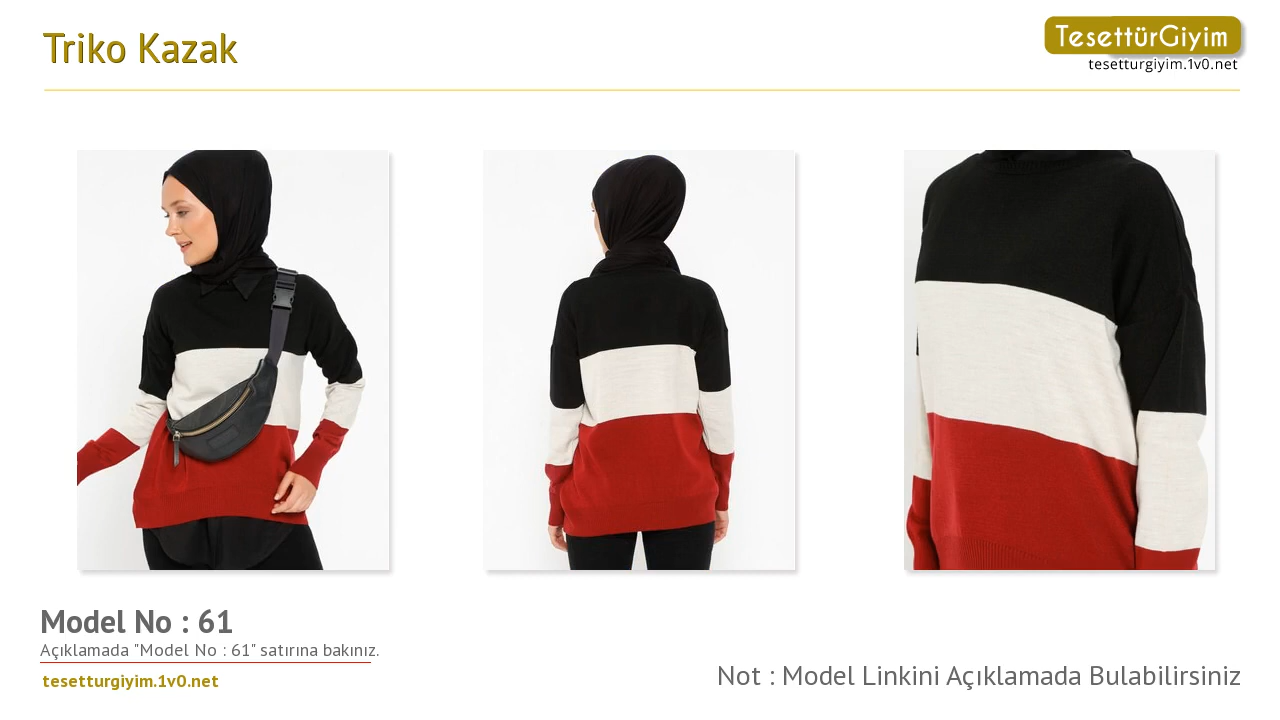 Triko Kazak
TesettürGiyim
tesetturgiyim.1v0.net
Model No : 61
Açıklamada "Model No : 61" satırına bakınız.
tesetturgiyim.1v0.net
Not : Model Linkini Açıklamada Bulabilirsiniz